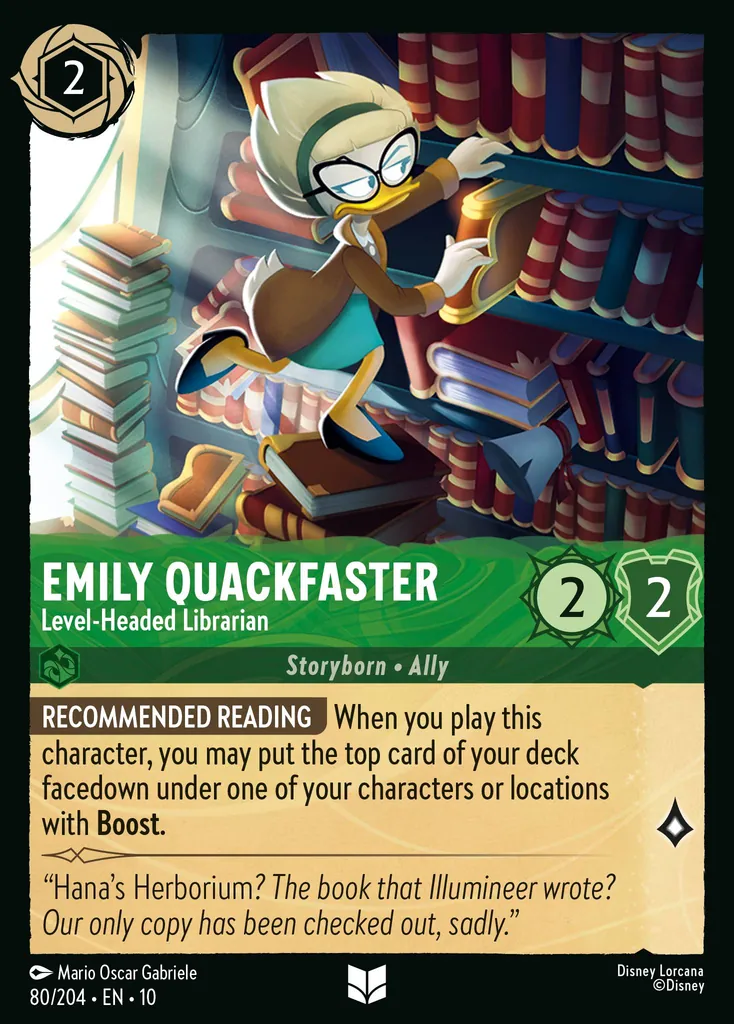 2
EMILY QUACKFASTER
Level-Headed Librarian
2
2
Storyborn • Ally
RECOMMENDED READING When you play this
character, you may put the top card of your deck
facedown under one of your characters or locations
with Boost.
“Hana’s Herborium? The book that Illumineer wrote?
Our only copy has been checked out, sadly.”
Mario Oscar Gabriele
80/204 • EN • 10
Disney Lorcana
©Disney